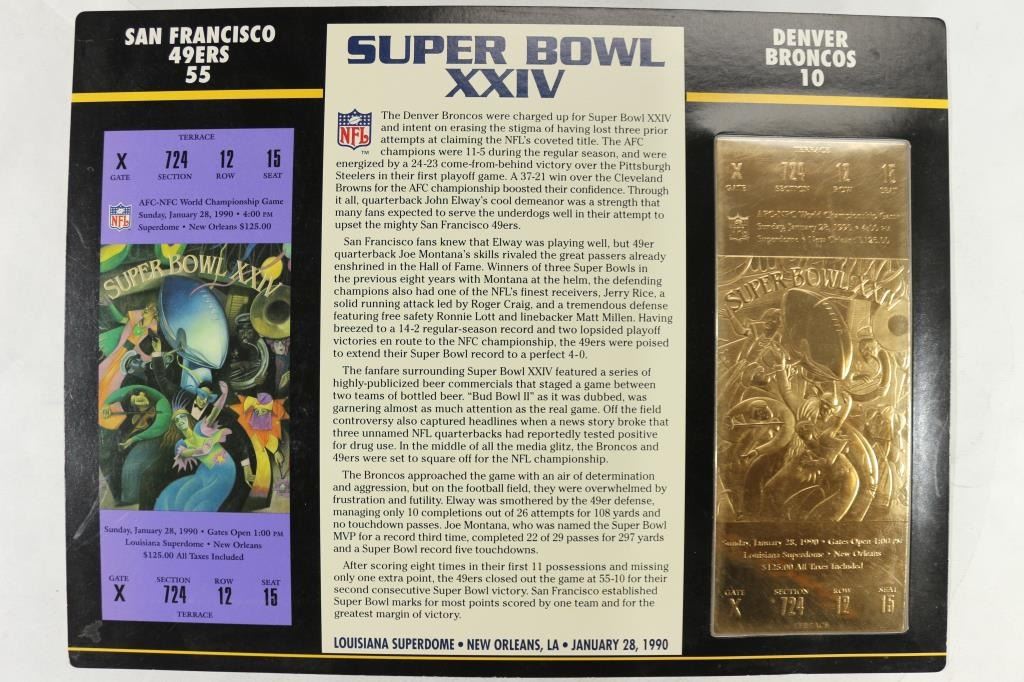 SAN FRANCISCO
49ERS
55
TERRACE
X 724 12 15
GATE SECTION ROW SEAT
NFL
AFC-NFC World Championship Game
Sunday, January 28, 1990 • 4:00 PM
Superdome • New Orleans $125.00
SUPER BOWL XXIV
Sunday, January 28, 1990 • Gates Open 1:00 PM
Louisiana Superdome • New Orleans
$125.00 All Taxes Included
GATE SECTION ROW SEAT
X 724 12 15
TERRACE
SUPER BOWL
XXIV
NFL
TM
The Denver Broncos were charged up for Super Bowl XXIV
and intent on erasing the stigma of having lost three prior
attempts at claiming the NFL's coveted title. The AFC
champions were 11-5 during the regular season, and were
energized by a 24-23 come-from-behind victory over the Pittsburgh
Steelers in their first playoff game. A 37-21 win over the Cleveland
Browns for the AFC championship boosted their confidence. Through
it all, quarterback John Elway's cool demeanor was a strength that
many fans expected to serve the underdogs well in their attempt to
upset the mighty San Francisco 49ers.
San Francisco fans knew that Elway was playing well, but 49er
quarterback Joe Montana's skills rivaled the great passers already
enshrined in the Hall of Fame. Winners of three Super Bowls in
the previous eight years with Montana at the helm, the defending
champions also had one of the NFL's finest receivers, Jerry Rice, a
solid running attack led by Roger Craig, and a tremendous defense
featuring free safety Ronnie Lott and linebacker Matt Millen. Having
breezed to a 14-2 regular-season record and two lopsided playoff
victories en route to the NFC championship, the 49ers were poised
to extend their Super Bowl record to a perfect 4-0.
The fanfare surrounding Super Bowl XXIV featured a series of
highly-publicized beer commercials that staged a game between
two teams of bottled beer. “Bud Bowl II” as it was dubbed, was
garnering almost as much attention as the real game. Off the field
controversy also captured headlines when a news story broke that
three unnamed NFL quarterbacks had reportedly tested positive
for drug use. In the middle of all the media glitz, the Broncos and
49ers were set to square off for the NFL championship.
The Broncos approached the game with an air of determination
and aggression, but on the football field, they were overwhelmed by
frustration and futility. Elway was smothered by the 49er defense,
managing only 10 completions out of 26 attempts for 108 yards and
no touchdown passes. Joe Montana, who was named the Super Bowl
MVP for a record third time, completed 22 of 29 passes for 297 yards
and a Super Bowl record five touchdowns.
After scoring eight times in their first 11 possessions and missing
only one extra point, the 49ers closed out the game at 55-10 for their
second consecutive Super Bowl victory. San Francisco established
Super Bowl marks for most points scored by one team and for the
greatest margin of victory.
LOUISIANA SUPERDOME • NEW ORLEANS, LA • JANUARY 28, 1990
DENVER
BRONCOS
10
TERRACE
X 724 12 15
GATE SECTION ROW SEAT
NFL
AFC-NFC World Championship Game
Sunday, January 28, 1990 • 4:00 PM
Superdome • New Orleans $125.00
SUPER BOWL XXIV
Sunday, January 28, 1990 • Gates Open 1:00 PM
Louisiana Superdome • New Orleans
$125.00 All Taxes Included
GATE SECTION ROW SEAT
X 724 12 15
TERRACE